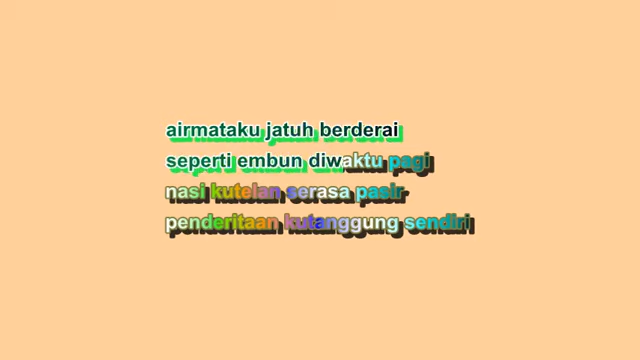 airmataku jatuh berderai
seperti embun diwaktu pagi
nasi kutelan serasa pasir
penderitaan kutanggung sendiri